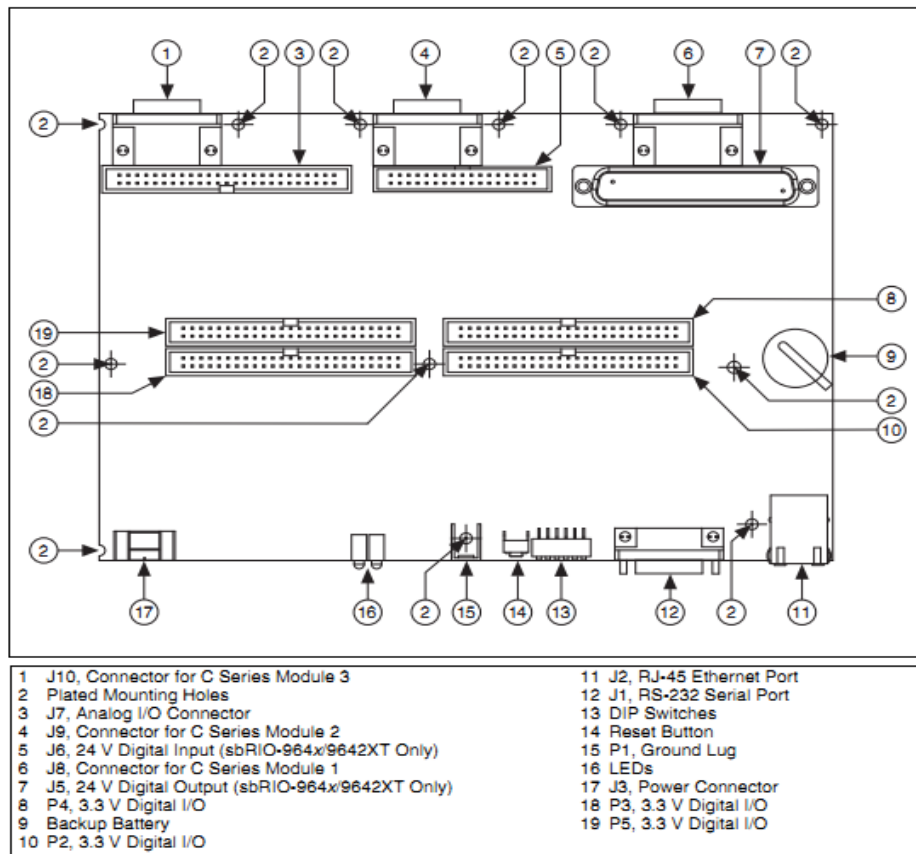 1 2 3 2 4 2 5 2 6 7 2
2
8
19
2 9
18 2
2 10
2
17 16 2 15 14 13 12 2 11
1 J10, Connector for C Series Module 3
2 Plated Mounting Holes
3 J7, Analog I/O Connector
4 J9, Connector for C Series Module 2
5 J6, 24 V Digital Input (sbRIO-964x/9642XT Only)
6 J8, Connector for C Series Module 1
7 J5, 24 V Digital Output (sbRIO-964x/9642XT Only)
8 P4, 3.3 V Digital I/O
9 Backup Battery
10 P2, 3.3 V Digital I/O
11 J2, RJ-45 Ethernet Port
12 J1, RS-232 Serial Port
13 DIP Switches
14 Reset Button
15 P1, Ground Lug
16 LEDs
17 J3, Power Connector
18 P3, 3.3 V Digital I/O
19 P5, 3.3 V Digital I/O